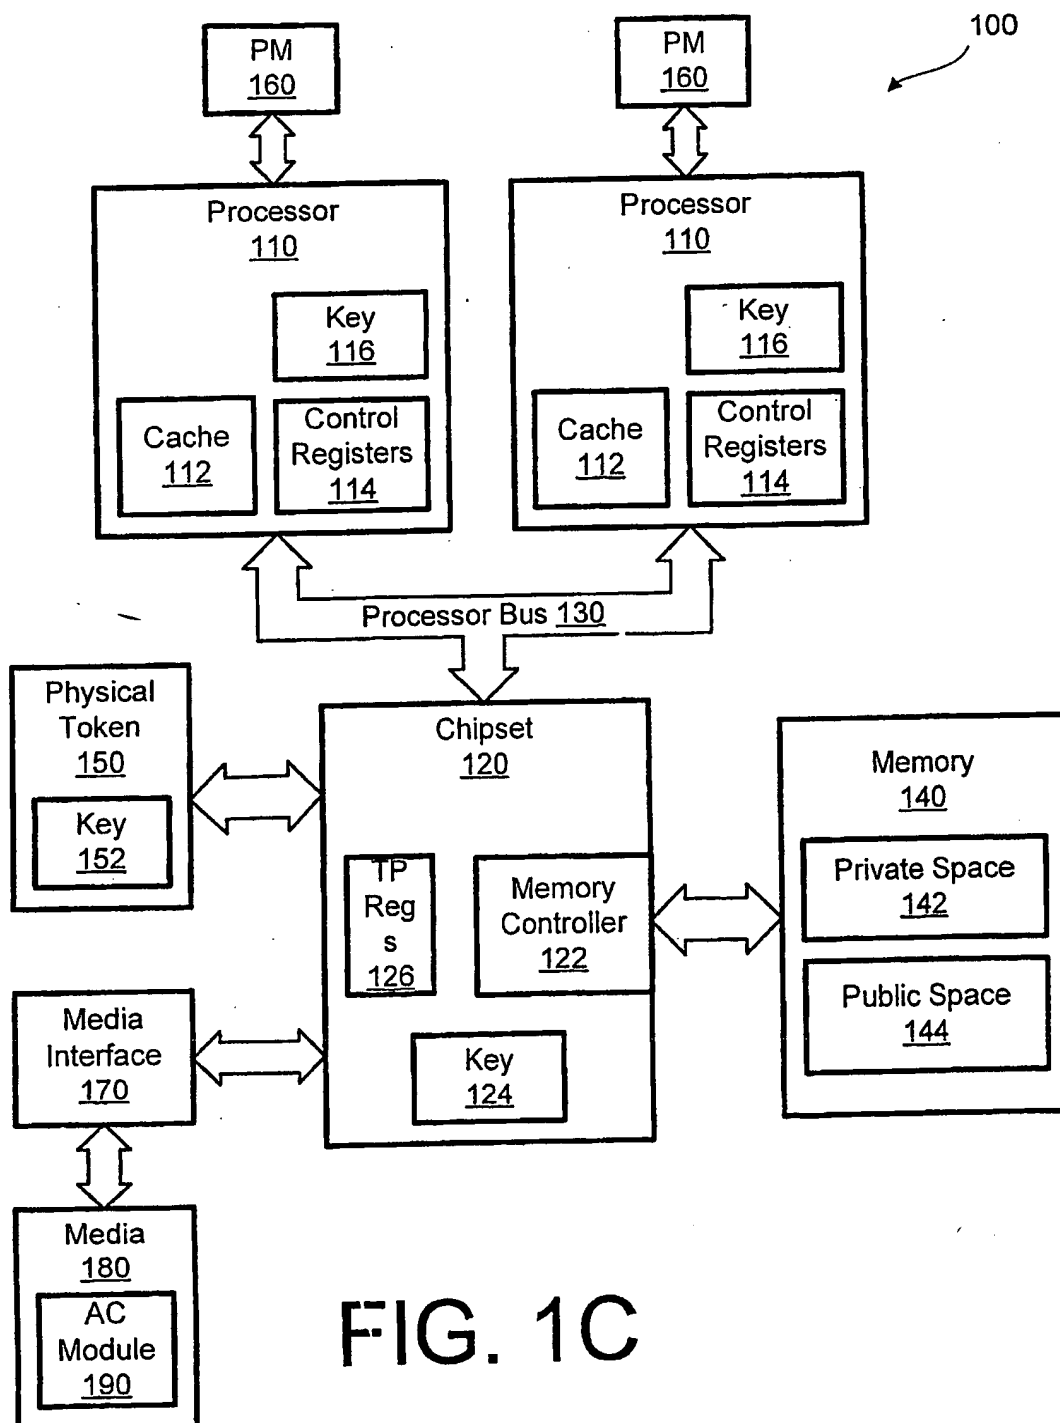 100
PM
160
PM
160
Processor
110
Key
116
Cache
112
Control
Registers
114
Processor
110
Key
116
Cache
112
Control
Registers
114
Processor Bus 130
Physical
Token
150
Key
152
Chipset
120
TP
Reg
s
126
Memory
Controller
122
Key
124
Memory
140
Private Space
142
Public Space
144
Media
Interface
170
Media
180
AC
Module
190
FIG. 1C